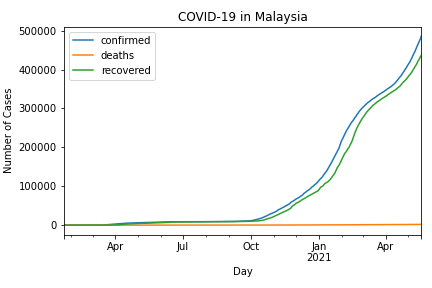 COVID-19 in Malaysia
confirmed
deaths
recovered
Number of Cases
500000
400000
300000
200000
100000
0
Apr
Jul
Oct
Jan
2021
Apr
Day